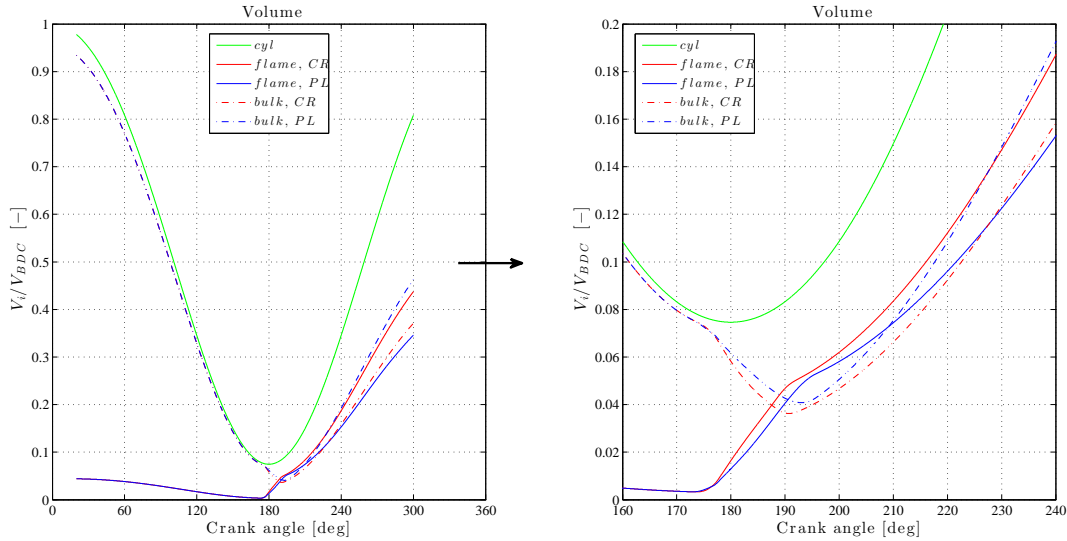 Volume
1
0.9
0.8
0.7
0.6
0.5
0.4
0.3
0.2
0.1
0
V_i/V_{BDC} [−]
cyl
flame, CR
flame, PL
bulk, CR
bulk, PL
0 60 120 180 240 300 360
Crank angle [deg]
Volume
0.2
0.18
0.16
0.14
0.12
0.1
0.08
0.06
0.04
0.02
0
V_i/V_{BDC} [−]
cyl
flame, CR
flame, PL
bulk, CR
bulk, PL
160 170 180 190 200 210 220 230 240
Crank angle [deg]